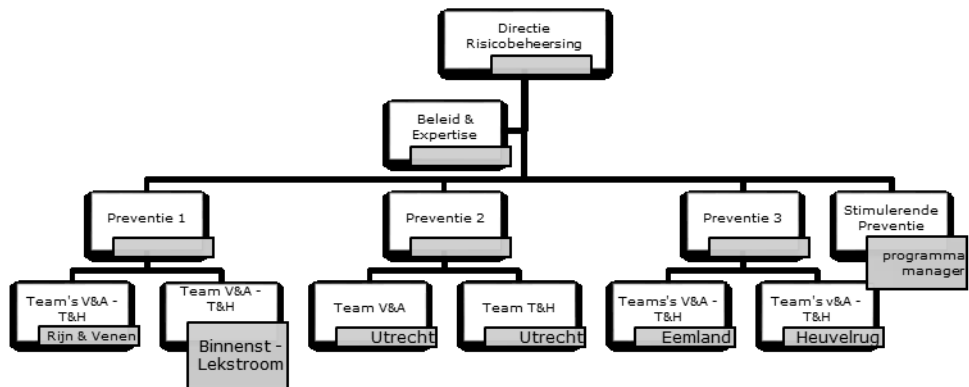 Directie
Risicobeheersing
Beleid &
Expertise
Preventie 1
Preventie 2
Preventie 3
Stimulerende
Preventie
programma
manager
Team's V&A -
T&H
Rijn & Venen
Team V&A -
T&H
Binnenst -
Lekstroom
Team V&A
Utrecht
Team T&H
Utrecht
Teams's V&A -
T&H
Eemland
Team's v&A -
T&H
Heuvelrug